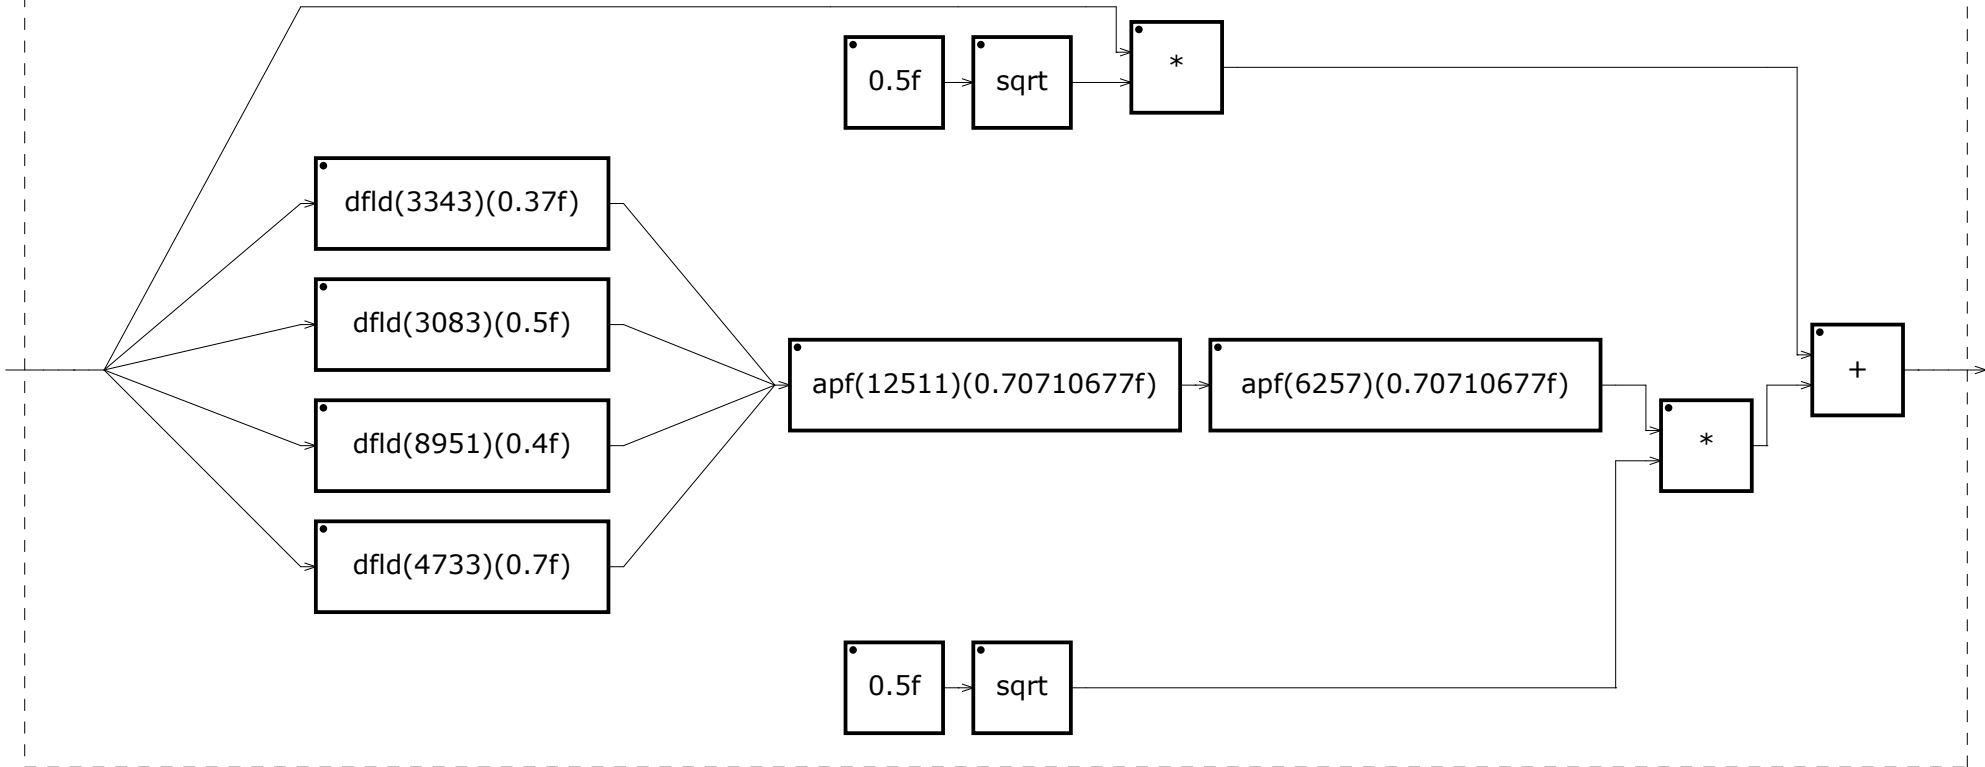 0.5f
sqrt
*
dfld(3343)(0.37f)
dfld(3083)(0.5f)
apf(12511)(0.70710677f)
apf(6257)(0.70710677f)
+
dfld(8951)(0.4f)
*
dfld(4733)(0.7f)
0.5f
sqrt